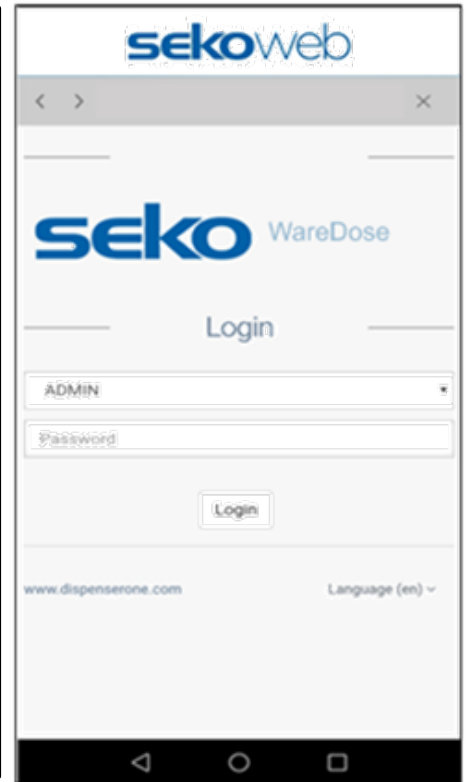 sekoweb
seko WareDose
Login
ADMIN
Password
Login
www.dispenserone.com Language (en)